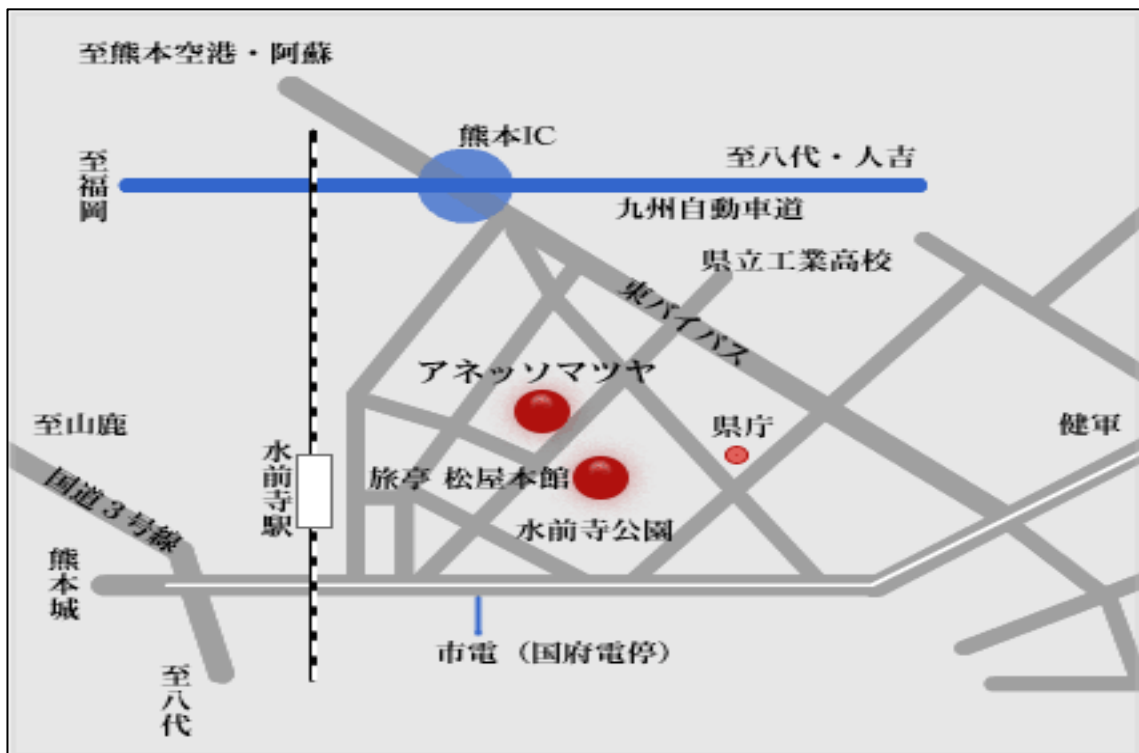 至熊本空港・阿蘇
熊本IC
至八代・人吉
至福岡
九州自動車道
県立工業高校
東バイパス
アネッソマツヤ
至山鹿
県庁
健軍
水前寺駅
旅亭 松屋本館
国道3号線
水前寺公園
熊本城
市電（国府電停）
至八代